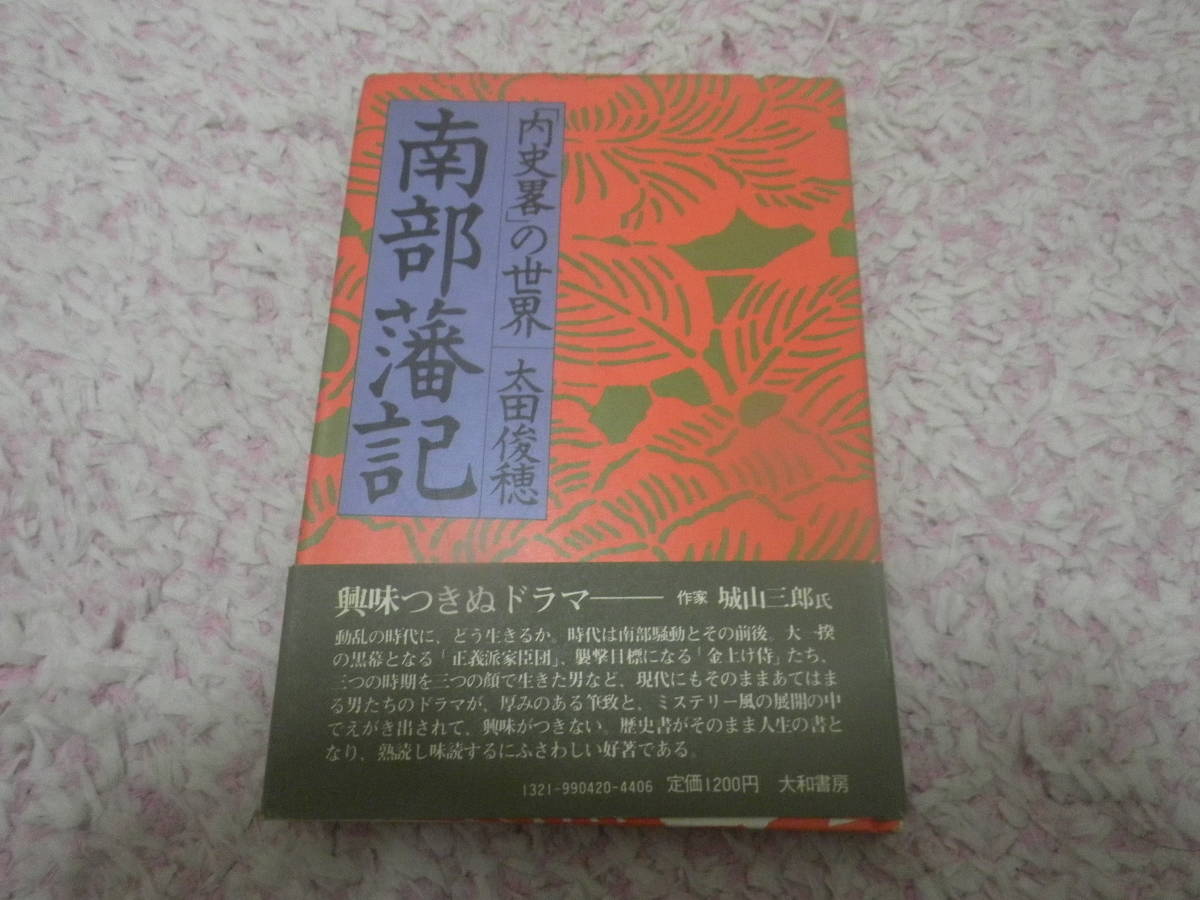 「内史畧」の世界
太田俊穂
南部藩記
興味つきぬドラマ――― 作家 城山三郎氏
動乱の時代に、どう生きるか。時代は南部騒動とその前後。大一揆
の黒幕となる「正義派家臣団」、襲撃目標になる「金上げ侍」たち、
三つの時期を三つの顔で生きた男など、現代にもそのままあてはま
る男たちのドラマが、厚みのある筆致と、ミステリー風の展開の中
でえがき出されて、興味がつきない。歴史書がそのまま人生の書と
なり、熟読し味読するにふさわしい好著である。
1321-990420-4406 定価1200円 大和書房